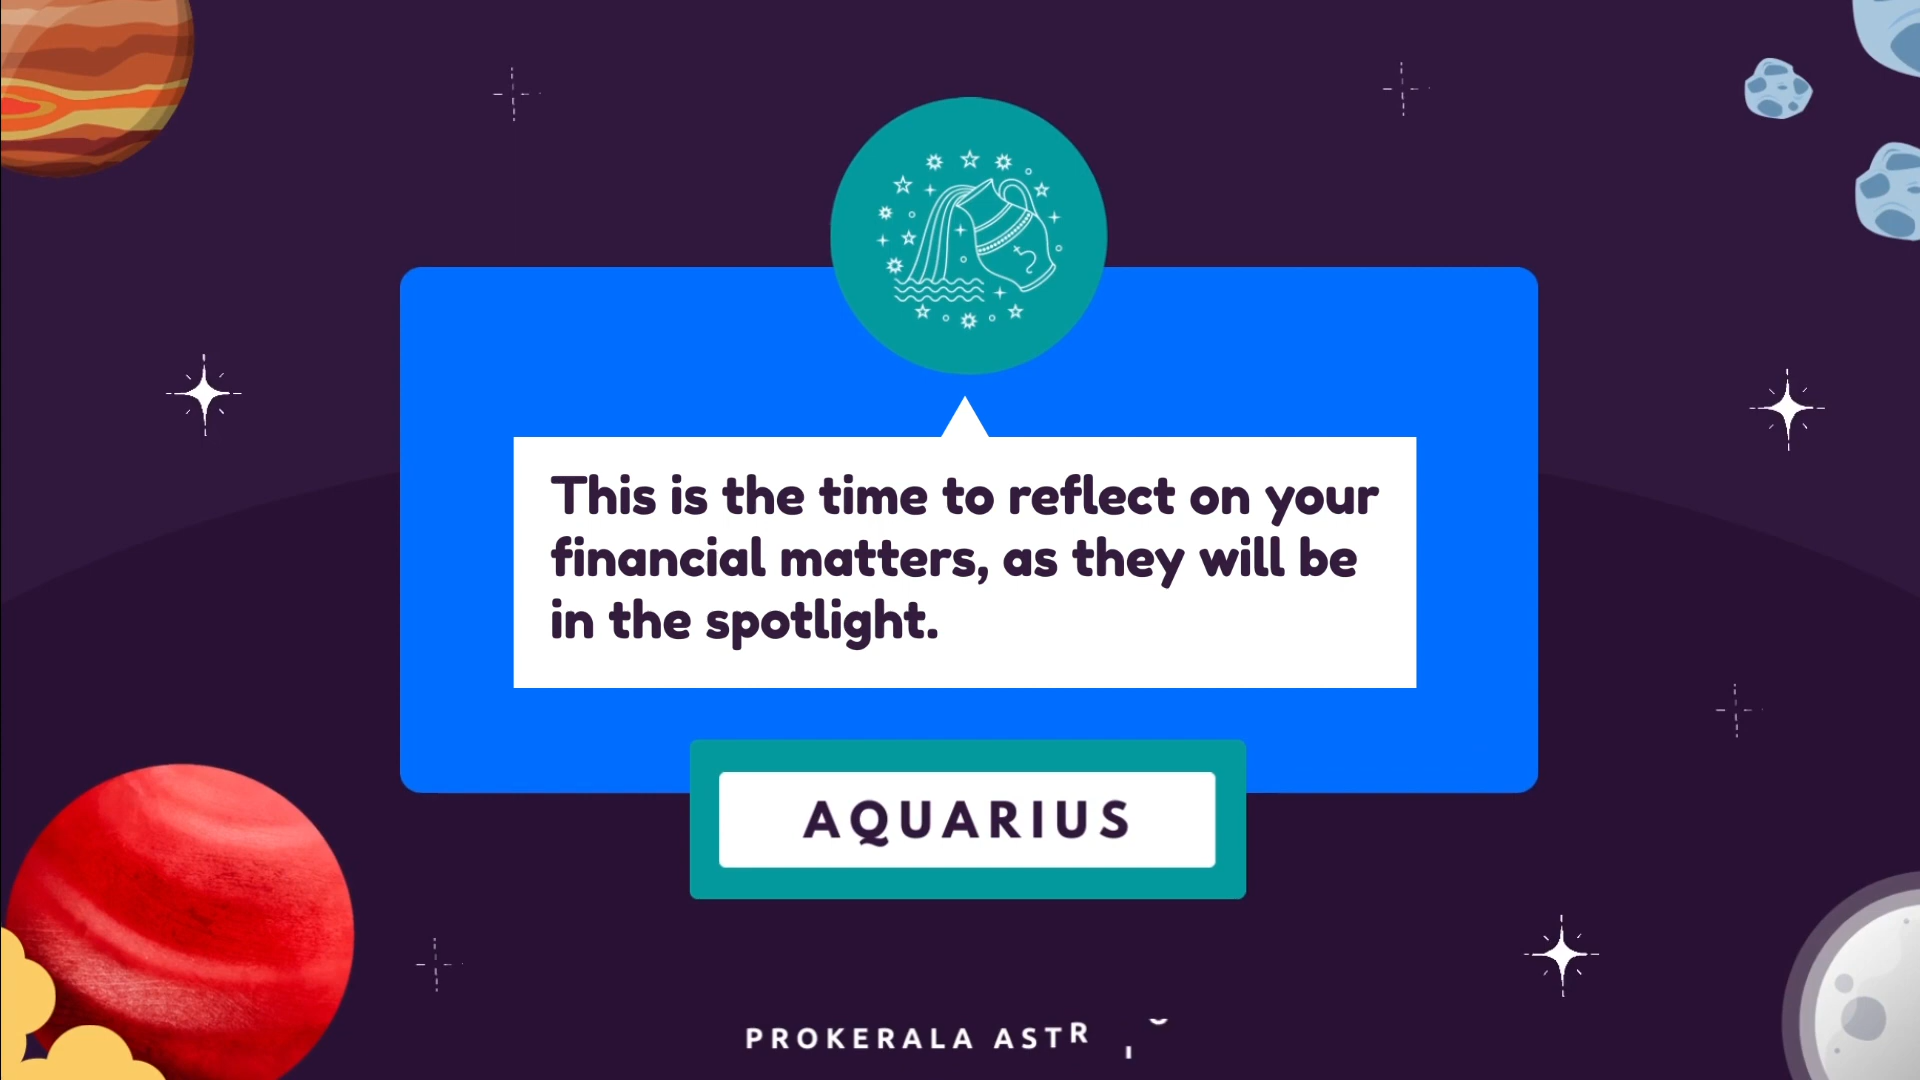 This is the time to reflect on your
financial matters, as they will be
in the spotlight.
AQUARIUS
PROKERALA